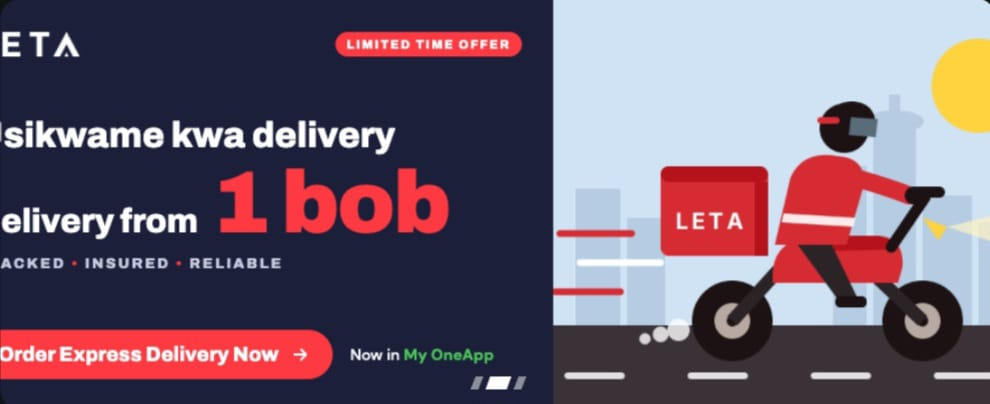 ETA
LIMITED TIME OFFER
sikwame kwa delivery
elivery from 1 bob
ACKED • INSURED • RELIABLE
Order Express Delivery Now →
Now in My OneApp
LETA